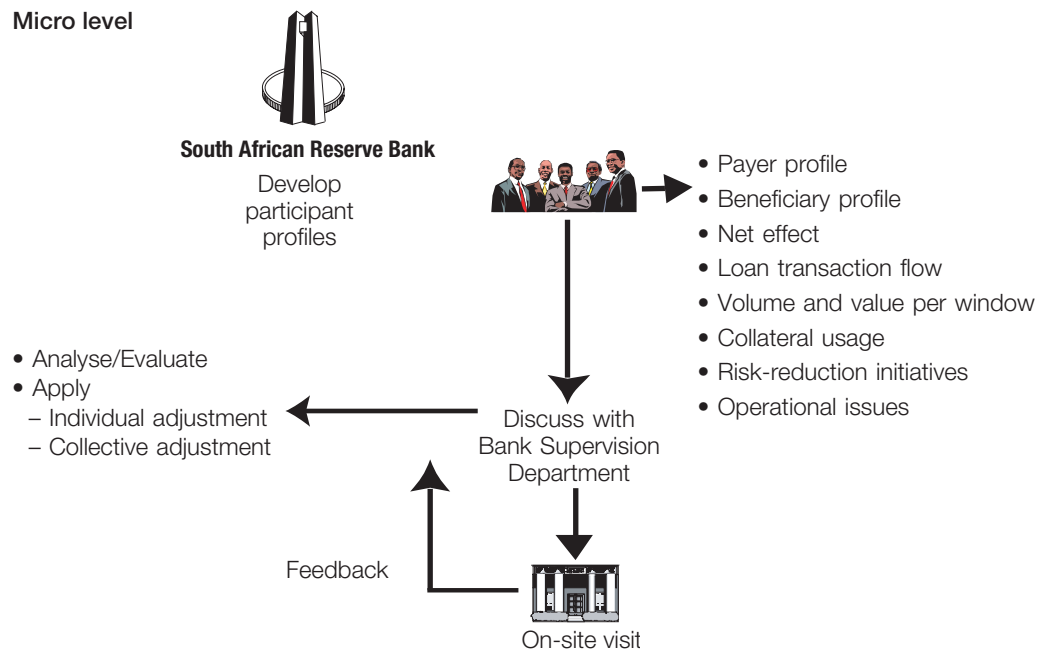 Micro level
South African Reserve Bank
Develop
participant
profiles
• Payer profile
• Beneficiary profile
• Net effect
• Loan transaction flow
• Volume and value per window
• Collateral usage
• Risk-reduction initiatives
• Operational issues
• Analyse/Evaluate
• Apply
– Individual adjustment
– Collective adjustment
Discuss with
Bank Supervision
Department
Feedback
On-site visit